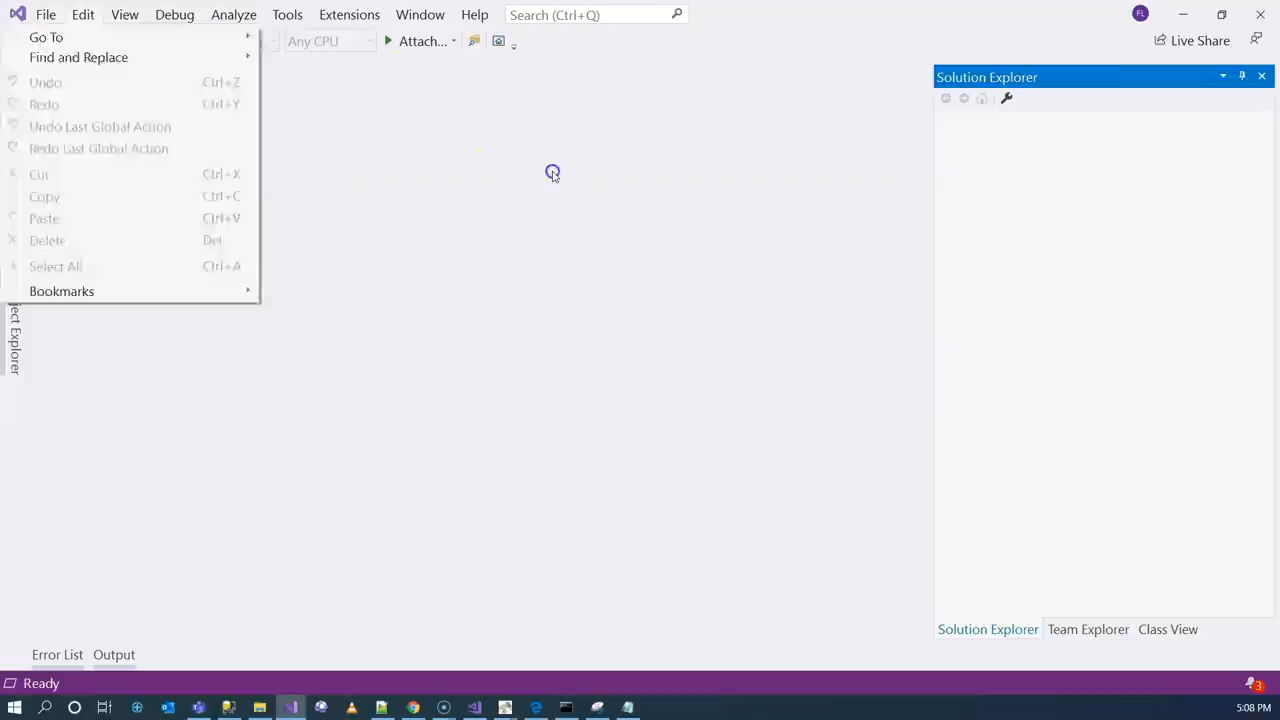 File Edit View Debug Analyze Tools Extensions Window Help Search (Ctrl+Q) FL
Any CPU Attach... Live Share
Go To
Find and Replace
Undo Ctrl+Z
Redo Ctrl+Y
Undo Last Global Action
Redo Last Global Action
Cut Ctrl+X
Copy Ctrl+C
Paste Ctrl+V
Delete Del
Select All Ctrl+A
Bookmarks
ject Explorer
Solution Explorer
Solution Explorer Team Explorer Class View
Error List Output
Ready 3
5:08 PM